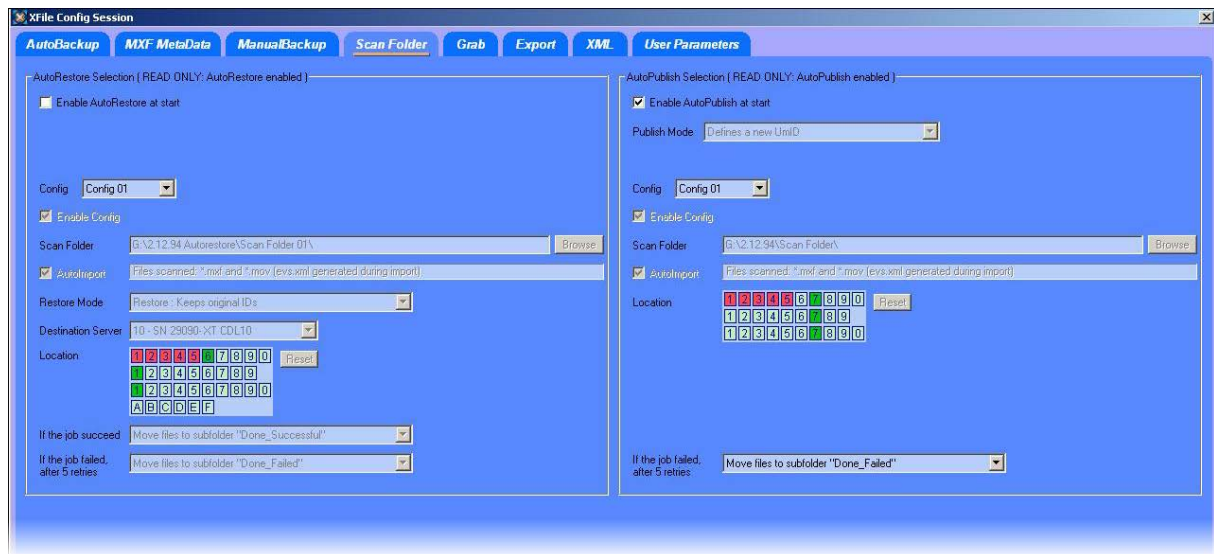 XFile Config Session
AutoBackup MXF MetaData ManualBackup Scan Folder Grab Export XML User Parameters
AutoRestore Selection ( READ ONLY: AutoRestore enabled )
Enable AutoRestore at start
Config Config 01
Enable Config
Scan Folder G:\2.12.94 Autorestore\Scan Folder 01\ Browse
AutoImport Files scanned: *.mxf and *.mov (evs.xml generated during import)
Restore Mode Restore : Keeps original IDs
Destination Server 10 - SN 29090- XT CDL10
Location 1 2 3 4 5 6 7 8 9 0 Reset
1 2 3 4 5 6 7 8 9
1 2 3 4 5 6 7 8 9 0
A B C D E F
If the job succeed Move files to subfolder "Done_Successful"
If the job failed,
after 5 retries Move files to subfolder "Done_Failed"
AutoPublish Selection ( READ ONLY: AutoPublish enabled )
Enable AutoPublish at start
Publish Mode Defines a new UmID
Config Config 01
Enable Config
Scan Folder G:\2.12.94\Scan Folder\ Browse
AutoImport Files scanned: *.mxf and *.mov (evs.xml generated during import)
Location 1 2 3 4 5 6 7 8 9 0 Reset
1 2 3 4 5 6 7 8 9
1 2 3 4 5 6 7 8 9 0
If the job failed,
after 5 retries Move files to subfolder "Done_Failed"